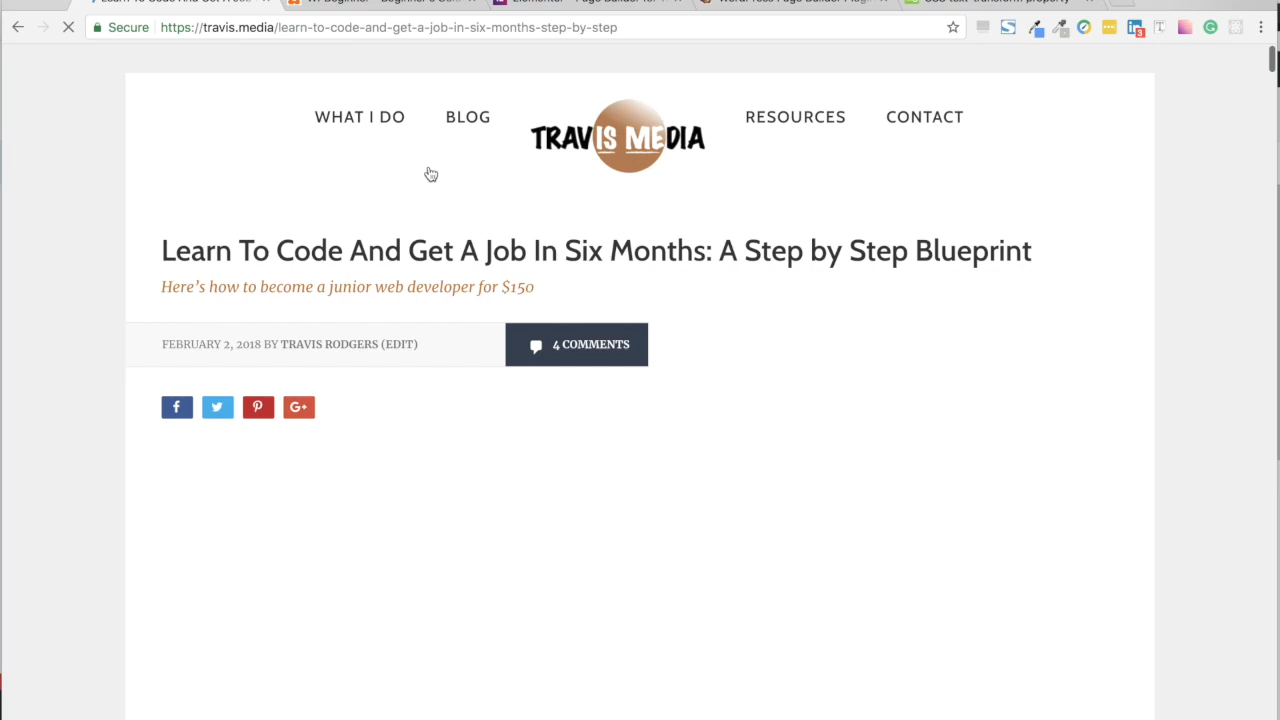 Secure
https://travis.media/learn-to-code-and-get-a-job-in-six-months-step-by-step
3
WHAT I DO
BLOG
TRAVIS MEDIA
RESOURCES
CONTACT
Learn To Code And Get A Job In Six Months: A Step by Step Blueprint
Here's how to become a junior web developer for $150
FEBRUARY 2, 2018 BY TRAVIS RODGERS (EDIT)
4 COMMENTS